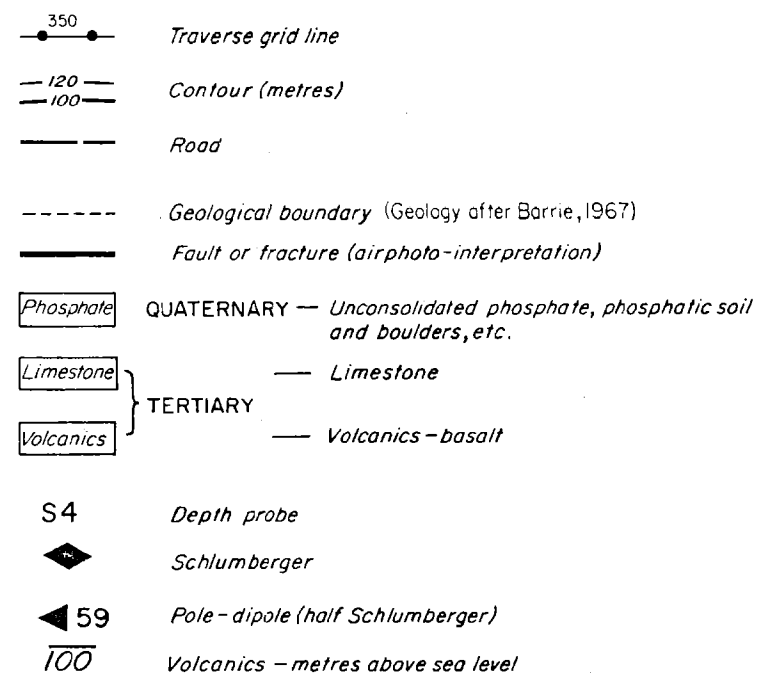 350 Traverse grid line
120
100 Contour (metres)
Road
Geological boundary (Geology after Barrie, 1967)
Fault or fracture (airphoto-interpretation)
Phosphate QUATERNARY — Unconsolidated phosphate, phosphatic soil
and boulders, etc.
Limestone — Limestone
TERTIARY
Volcanics — Volcanics - basalt
S4 Depth probe
Schlumberger
59 Pole - dipole (half Schlumberger)
100 Volcanics - metres above sea level